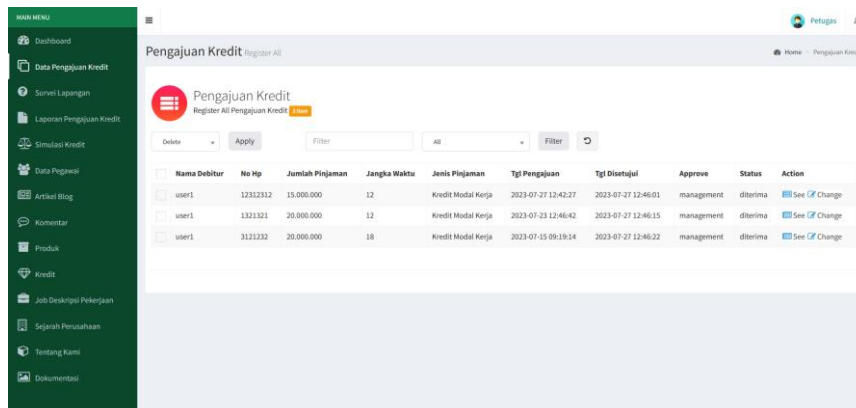 MAIN MENU
Petugas
Dashboard
Data Pengajuan Kredit
Survei Lapangan
Laporan Pengajuan Kredit
Simulasi Kredit
Data Pegawai
Artikel Blog
Komentar
Produk
Kredit
Job Deskripsi Pekerjaan
Sejarah Perusahaan
Tentang Kami
Dokumentasi
Pengajuan Kredit Register All
Home Pengajuan
Pengajuan Kredit
Register All Pengajuan Kredit 3 Item
Delete Apply Filter All Filter
Nama Debitur No Hp Jumlah Pinjaman Jangka Waktu Jenis Pinjaman Tgl Pengajuan Tgl Disetujui Approve Status Action
user1 12312312 15.000.000 12 Kredit Modal Kerja 2023-07-27 12:42:27 2023-07-27 12:46:01 management diterima See Change
user1 1321321 20.000.000 12 Kredit Modal Kerja 2023-07-23 12:46:42 2023-07-27 12:46:15 management diterima See Change
user1 3121232 20.000.000 18 Kredit Modal Kerja 2023-07-15 09:19:14 2023-07-27 12:46:22 management diterima See Change